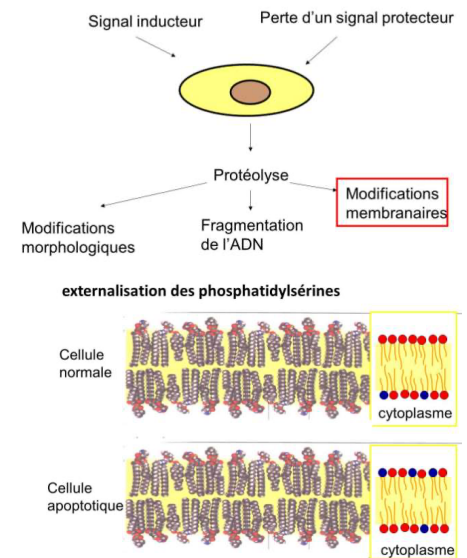 Signal inducteur
Perte d'un signal protecteur
Protéolyse
Modifications
morphologiques
Fragmentation
de l'ADN
Modifications
membranaires
externalisation des phosphatidylsérines
Cellule
normale
cytoplasme
Cellule
apoptotique
cytoplasme